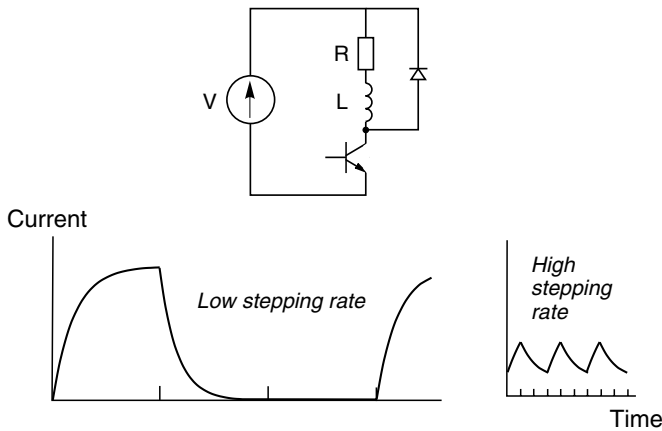 R
V
L
Current
Low stepping rate
High
stepping
rate
Time